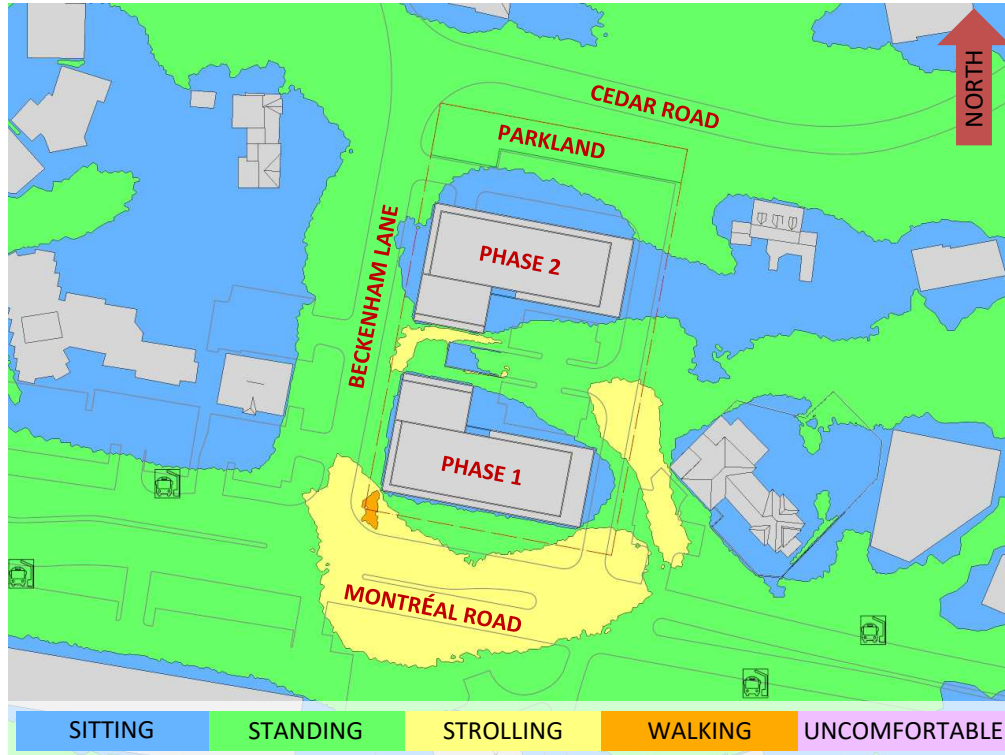 NORTH
CEDAR ROAD
PARKLAND
BECKENHAM LANE
PHASE 2
PHASE 1
MONTRÉAL ROAD
SITTING STANDING STROLLING WALKING UNCOMFORTABLE